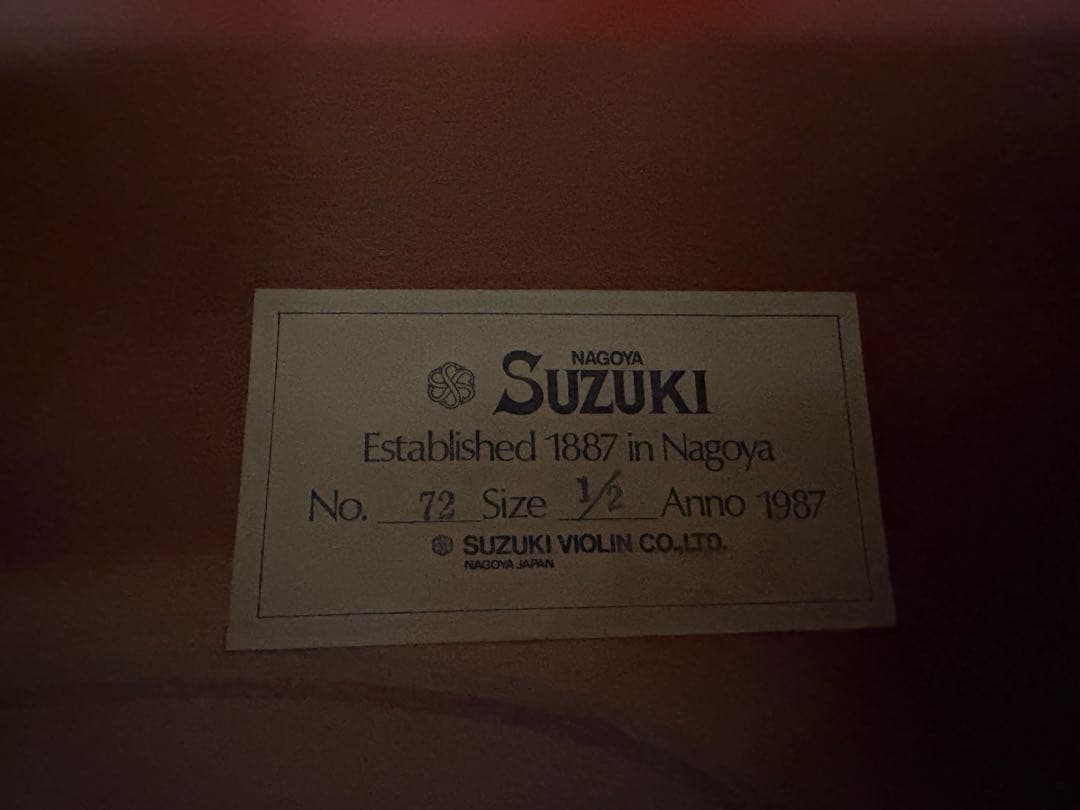 NAGOYA
SUZUKI
Established 1887 in Nagoya
No. 72 Size 1/2 Anno 1987
SUZUKI VIOLIN CO.,LTD.
NAGOYA JAPAN